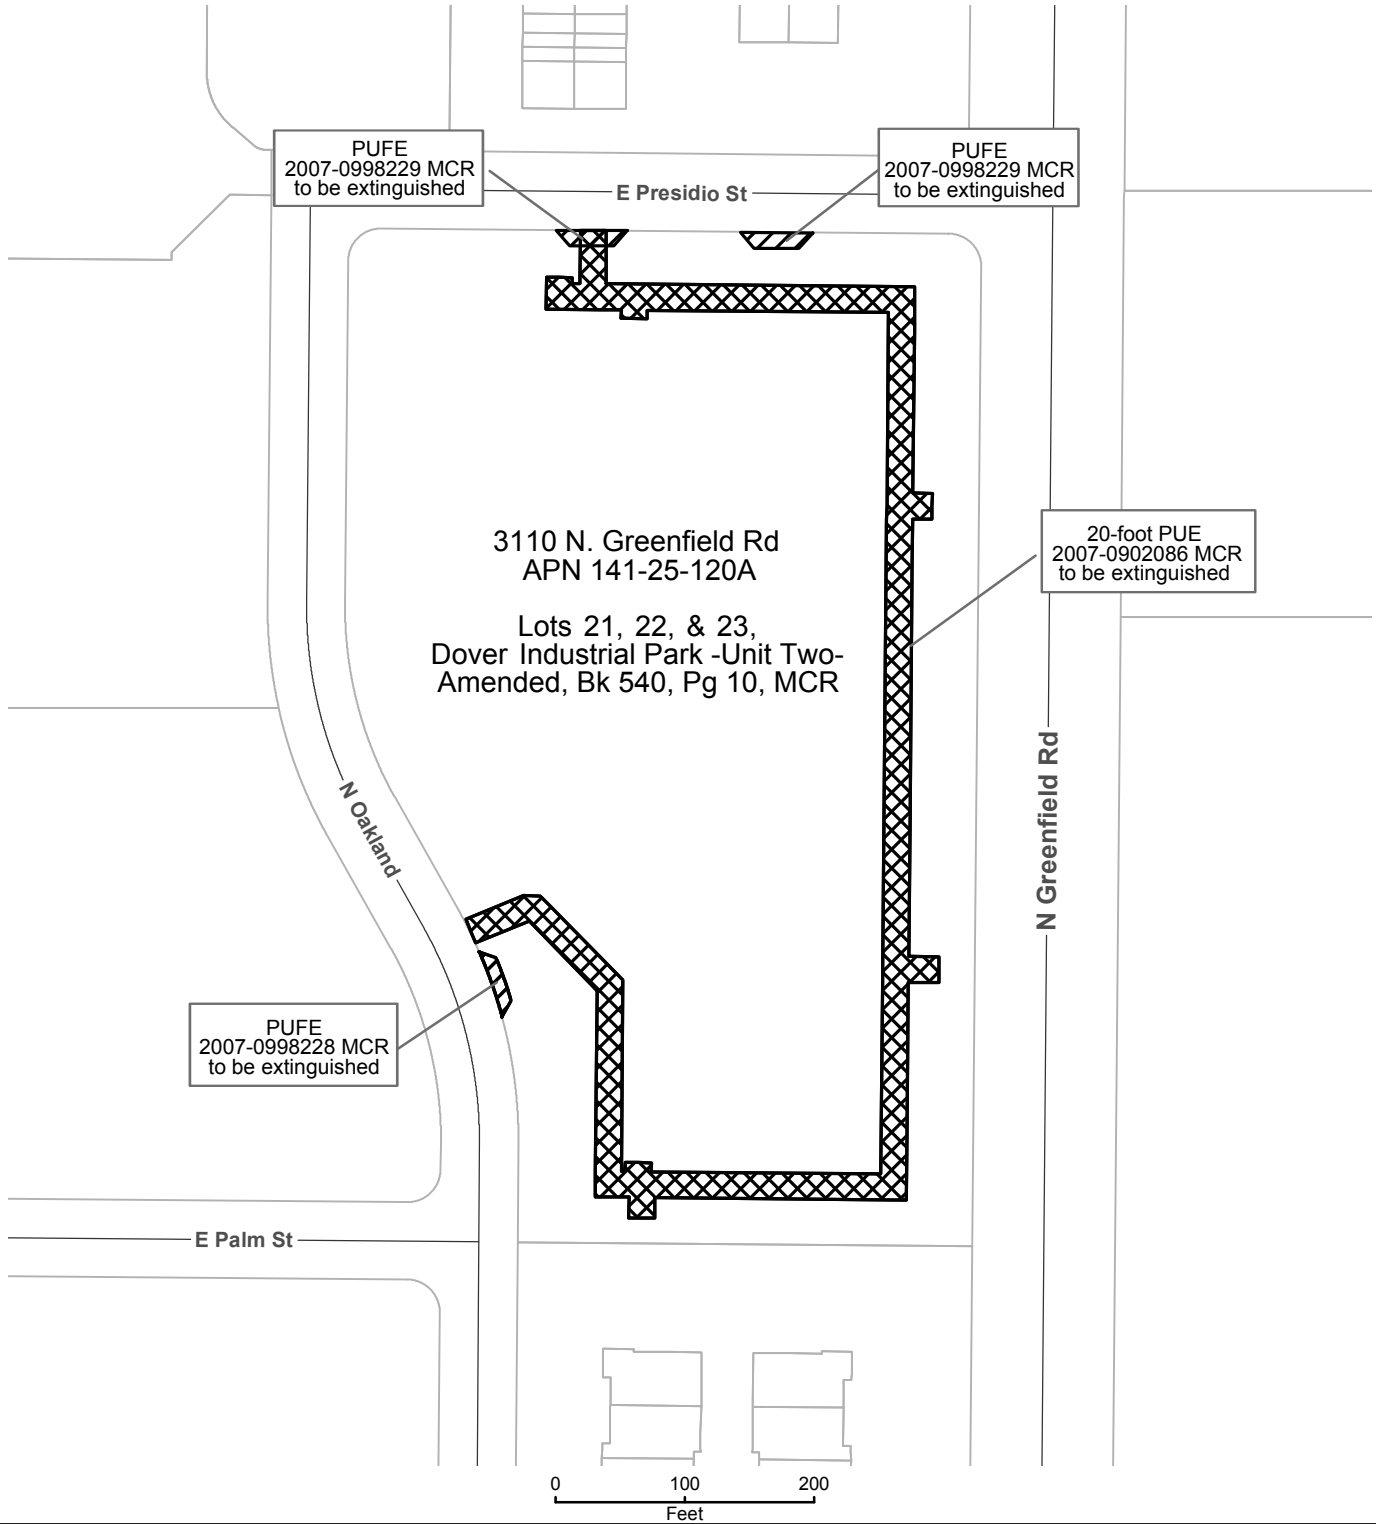 PUFE
2007-0998229 MCR
to be extinguished
PUFE
2007-0998229 MCR
to be extinguished
E Presidio St
3110 N. Greenfield Rd
APN 141-25-120A
Lots 21, 22, & 23,
Dover Industrial Park -Unit Two-
Amended, Bk 540, Pg 10, MCR
20-foot PUE
2007-0902086 MCR
to be extinguished
N Oakland
N Greenfield Rd
PUFE
2007-0998228 MCR
to be extinguished
E Palm St
0 100 200
Feet